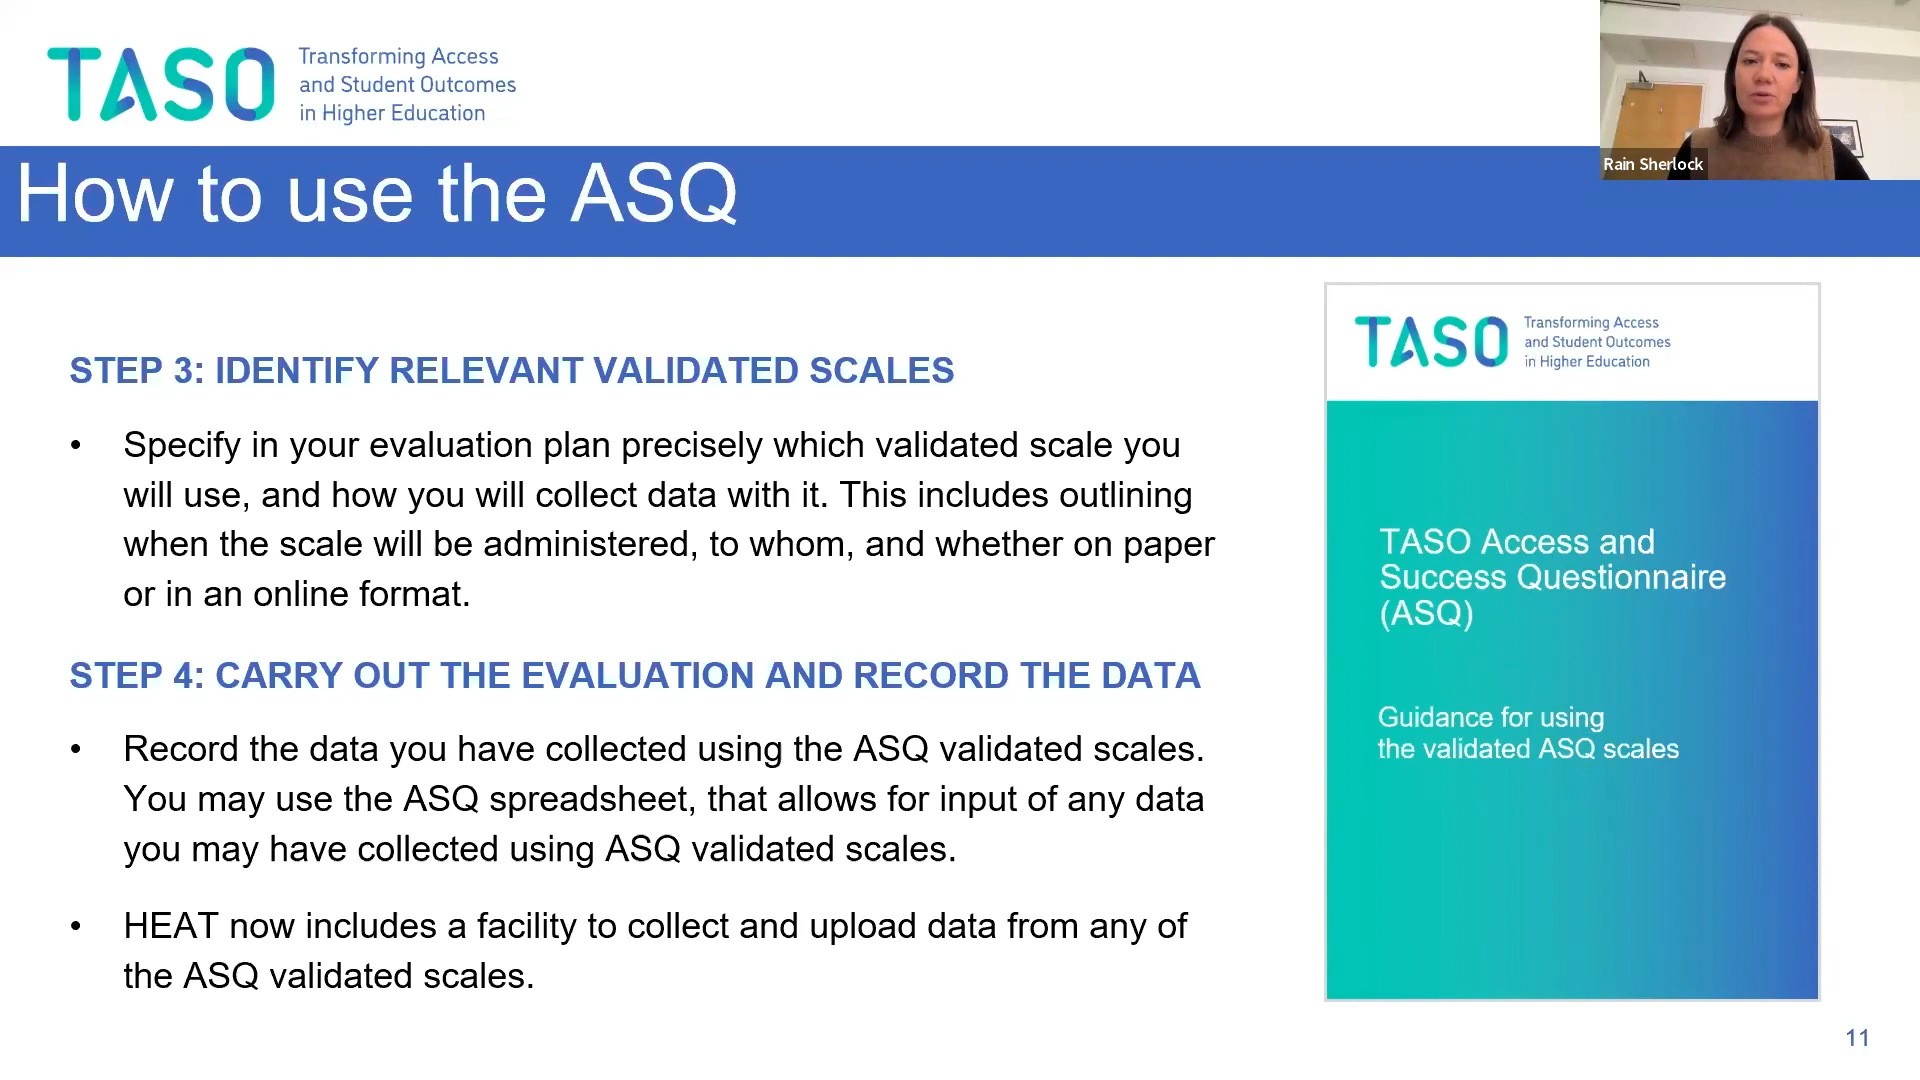 TASO
Transforming Access
and Student Outcomes
in Higher Education
Rain Sherlock
How to use the ASQ
STEP 3: IDENTIFY RELEVANT VALIDATED SCALES
• Specify in your evaluation plan precisely which validated scale you
will use, and how you will collect data with it. This includes outlining
when the scale will be administered, to whom, and whether on paper
or in an online format.
STEP 4: CARRY OUT THE EVALUATION AND RECORD THE DATA
• Record the data you have collected using the ASQ validated scales.
You may use the ASQ spreadsheet, that allows for input of any data
you may have collected using ASQ validated scales.
• HEAT now includes a facility to collect and upload data from any of
the ASQ validated scales.
TASO
Transforming Access
and Student Outcomes
in Higher Education
TASO Access and
Success Questionnaire
(ASQ)
Guidance for using
the validated ASQ scales
11